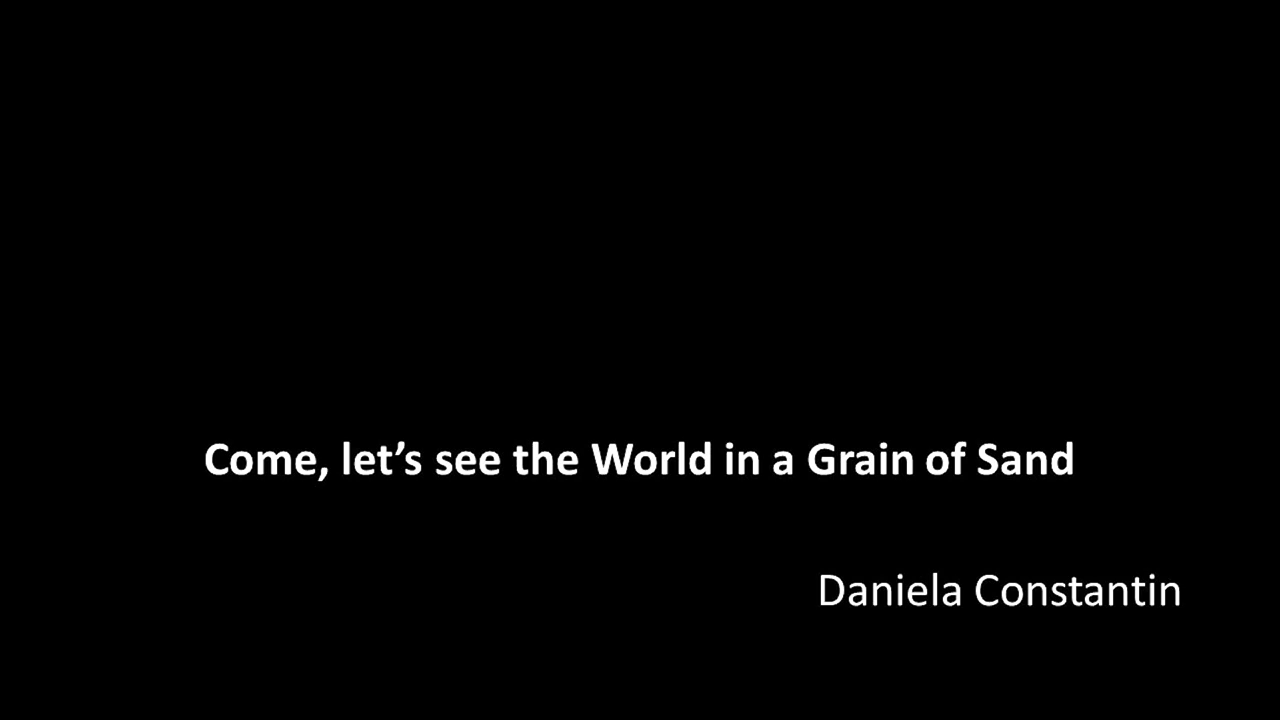 Come, let’s see the World in a Grain of Sand
Daniela Constantin